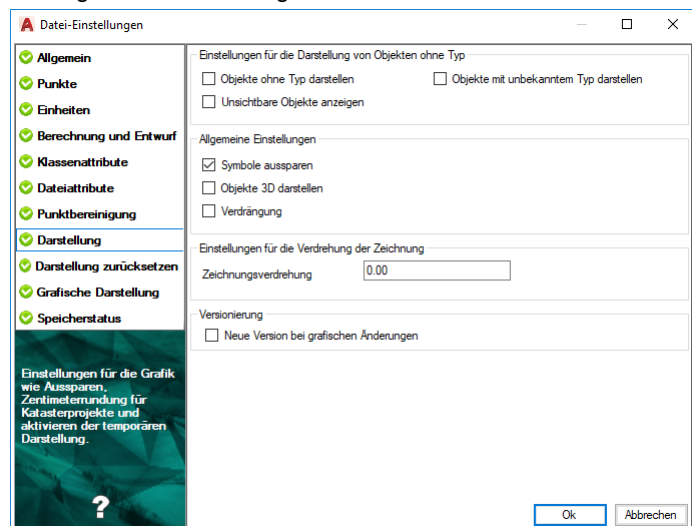 Datei-Einstellungen
Allgemein
Punkte
Einheiten
Berechnung und Entwurf
Klassenattribute
Dateiattribute
Punktbereinigung
Darstellung
Darstellung zurücksetzen
Grafische Darstellung
Speicherstatus
Einstellungen für die Grafik
wie Aussparen,
Zentimeterrundung für
Katasterprojekte und
aktivieren der temporären
Darstellung.
?
Einstellungen für die Darstellung von Objekten ohne Typ
Objekte ohne Typ darstellen
Objekte mit unbekanntem Typ darstellen
Unsichtbare Objekte anzeigen
Allgemeine Einstellungen
Symbole aussparen
Objekte 3D darstellen
Verdrängung
Einstellungen für die Verdrehung der Zeichnung
Zeichnungsverdrehung 0.00
Versionierung
Neue Version bei grafischen Änderungen
Ok Abbrechen